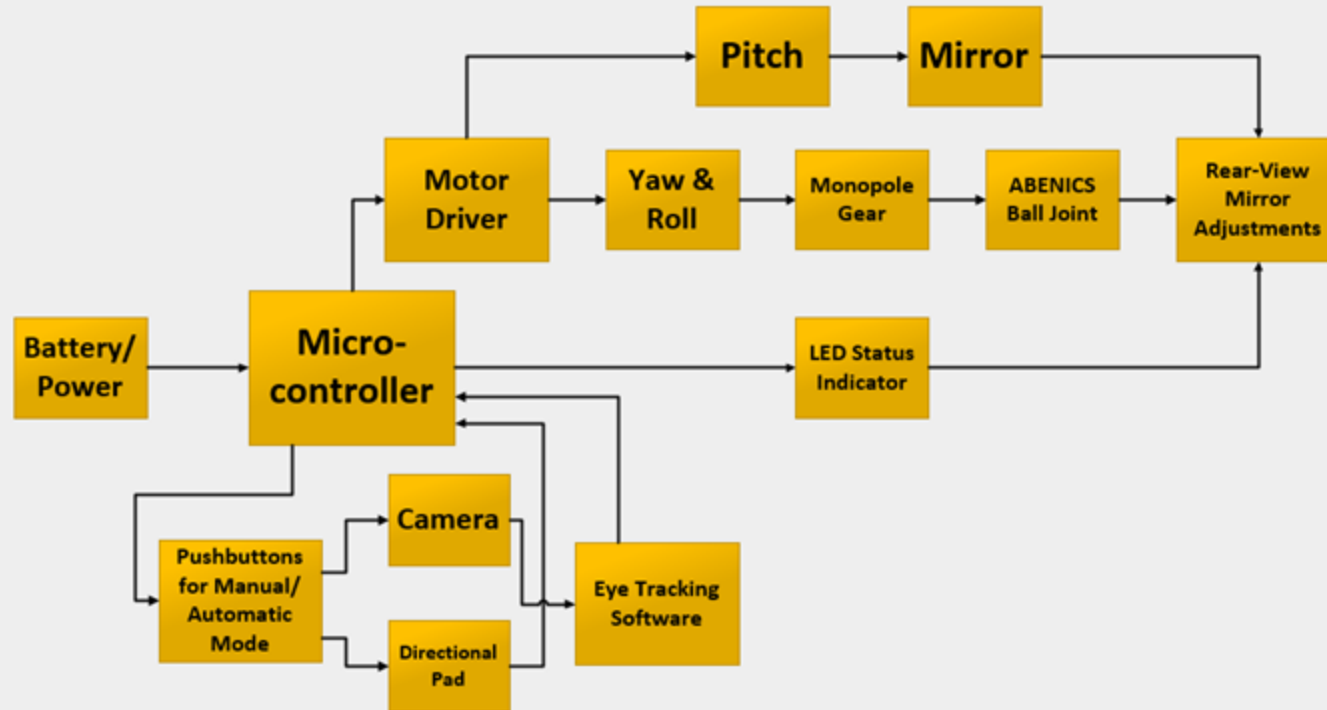 Pitch
Mirror
Motor
Driver
Yaw &
Roll
Monopole
Gear
ABENICS
Ball Joint
Rear-View
Mirror
Adjustments
Battery/
Power
Micro-
controller
LED Status
Indicator
Camera
Pushbuttons
for Manual/
Automatic
Mode
Eye Tracking
Software
Directional
Pad